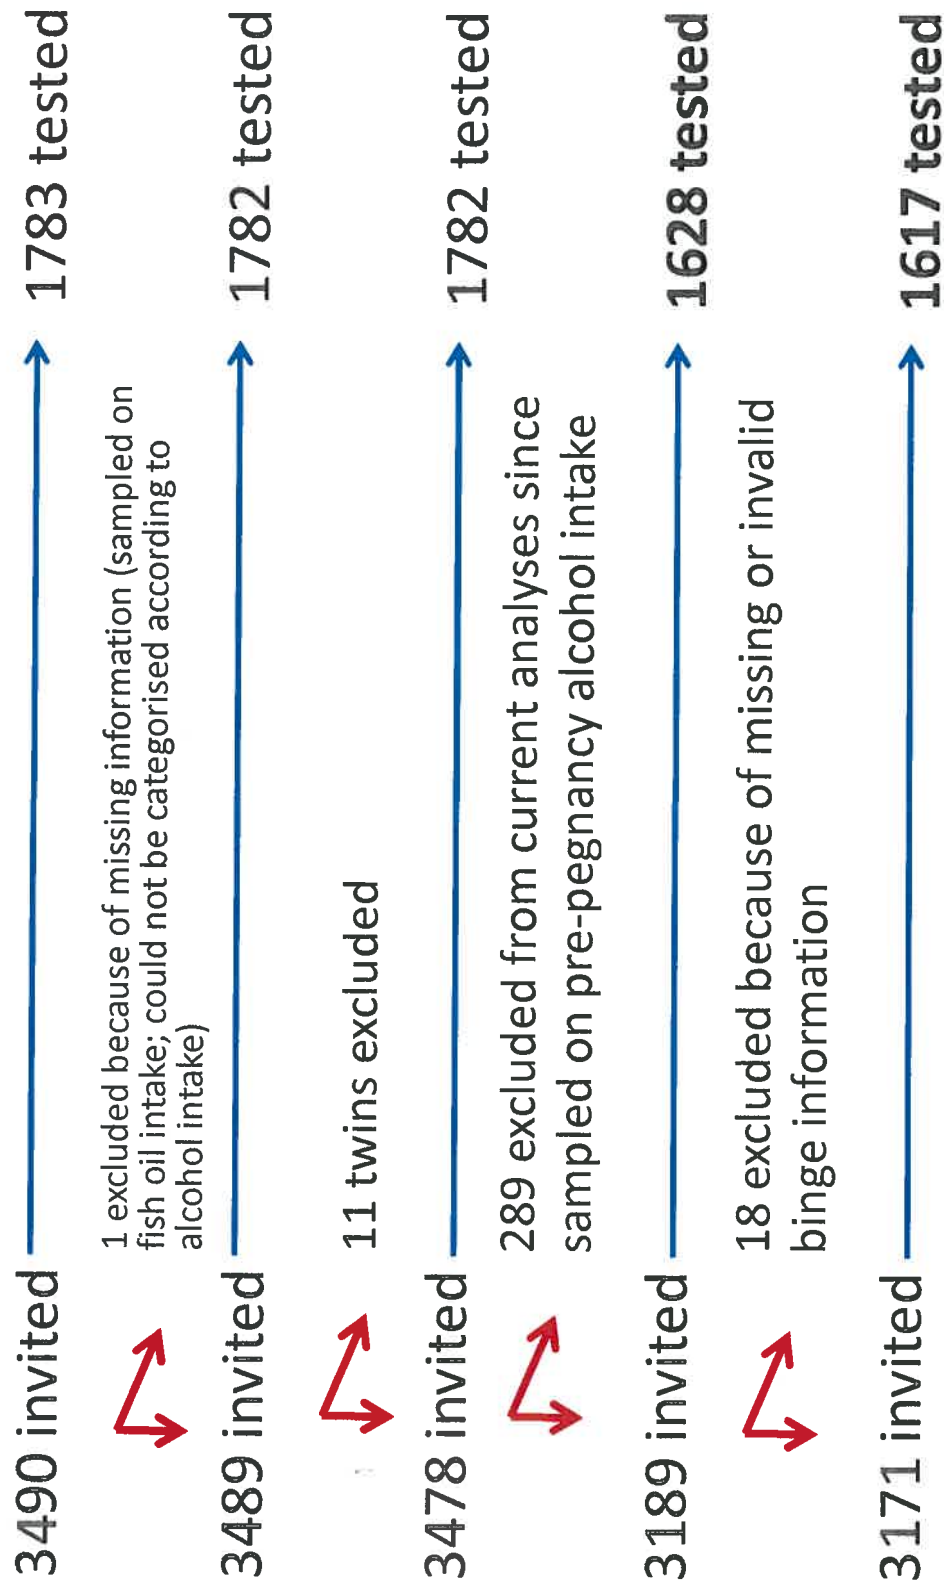 3490 invited 1783 tested
1 excluded because of missing information (sampled on
fish oil intake; could not be categorised according to
alcohol intake)
3489 invited 1782 tested
11 twins excluded
3478 invited 1782 tested
289 excluded from current analyses since
sampled on pre-pegnancy alcohol intake
3189 invited 1628 tested
18 excluded because of missing or invalid
binge information
3171 invited 1617 tested